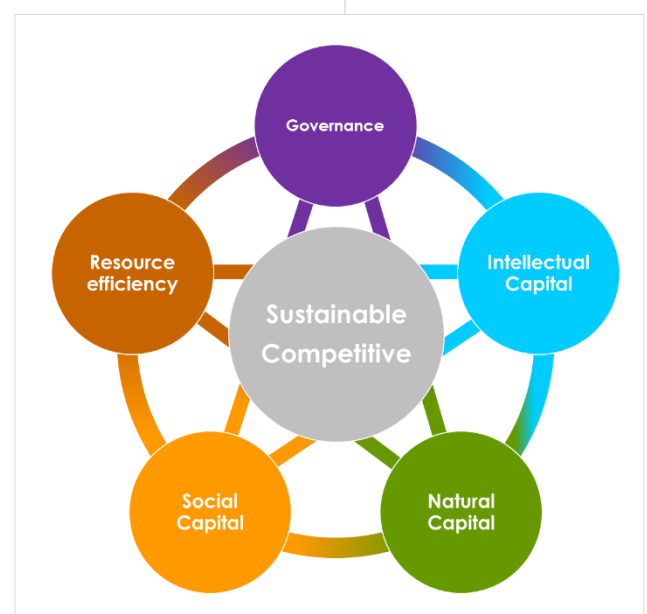 Governance
Resource
efficiency
Intellectual
Capital
Sustainable
Competitive
Social
Capital
Natural
Capital